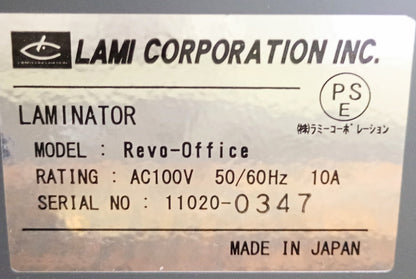 LAMI CORPORATION INC.
PS
E
LAMINATOR
(株)ラミーコーポレーション
MODEL : Revo-Office
RATING : AC100V 50/60Hz 10A
SERIAL NO : 11020-0347
MADE IN JAPAN